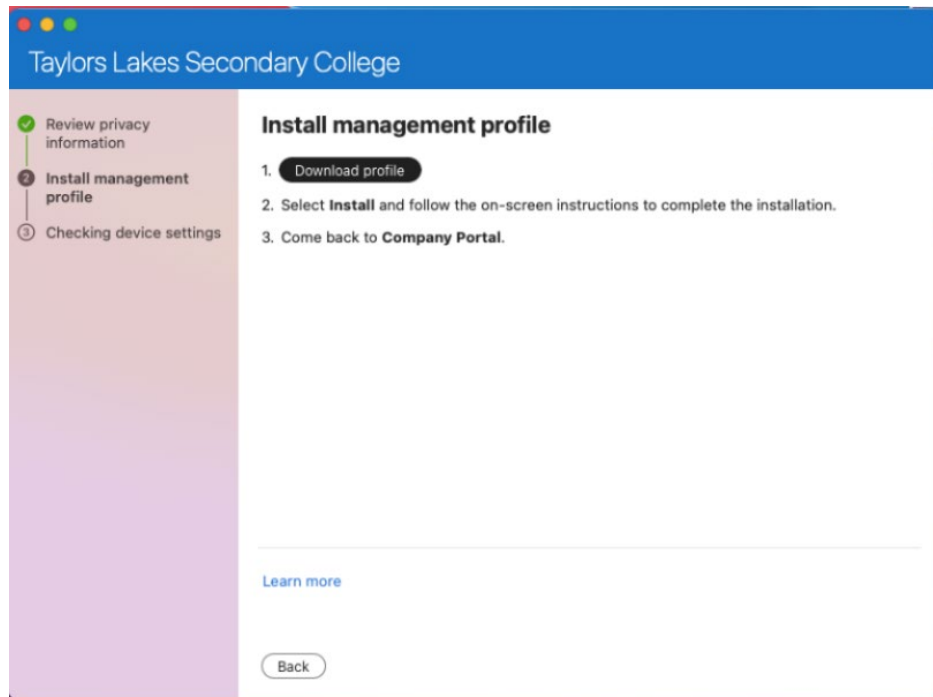 Taylors Lakes Secondary College
Review privacy
information
2 Install management
profile
3 Checking device settings
Install management profile
1. Download profile
2. Select Install and follow the on-screen instructions to complete the installation.
3. Come back to Company Portal.
Learn more
Back